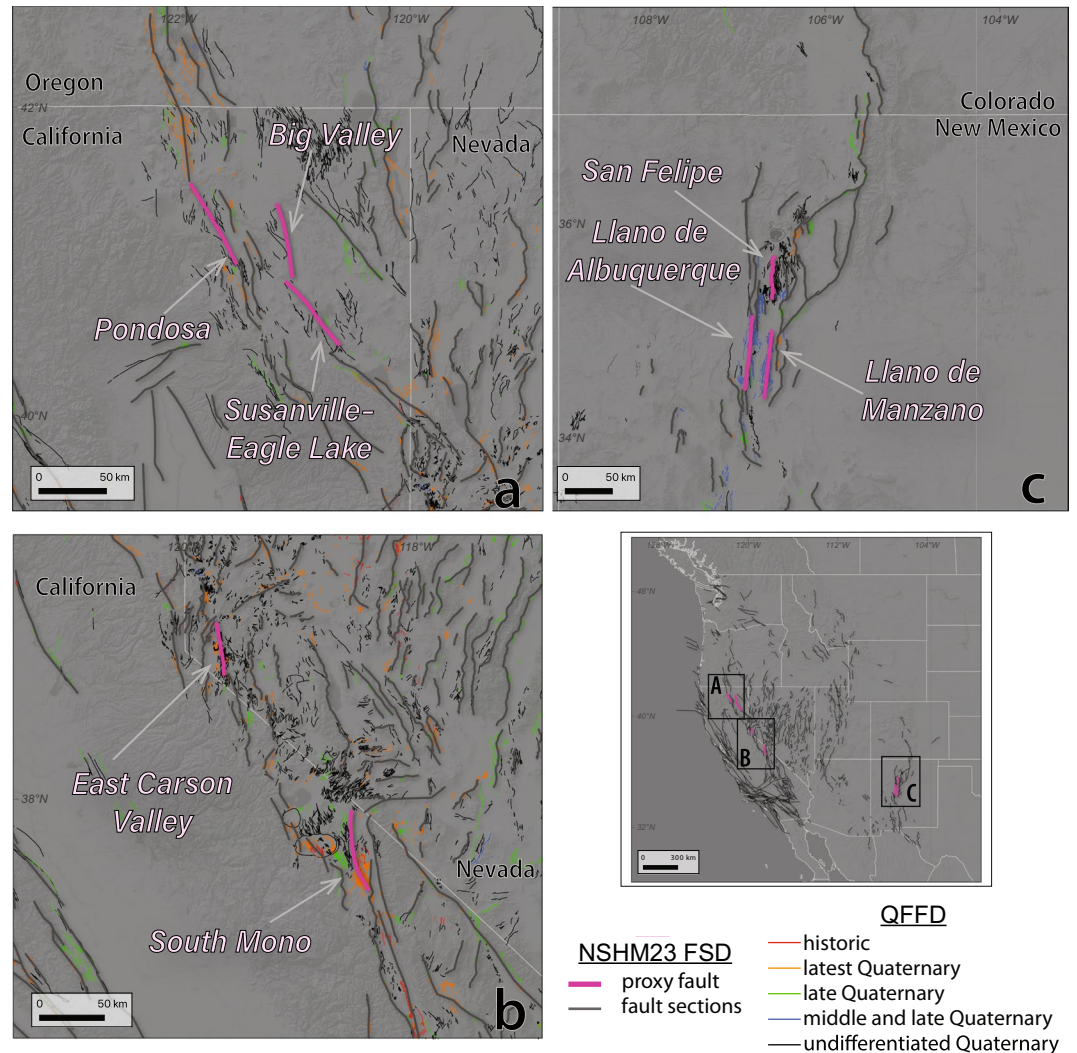 122°W
120°W
Oregon
42°N
California
Big Valley
Nevada
Pondosa
Susanville-
Eagle Lake
40°N
0 50 km
a
108°W
106°W
104°W
Colorado
New Mexico
San Felipe
36°N
Llano de
Albuquerque
Llano de
Manzano
34°N
0 50 km
c
120°W
118°W
California
East Carson
Valley
38°N
Nevada
South Mono
0 50 km
b
120°W
112°W
104°W
48°N
40°N
32°N
A
B
C
0 300 km
NSHM23 FSD
proxy fault
fault sections
QFFD
historic
latest Quaternary
late Quaternary
middle and late Quaternary
undifferentiated Quaternary